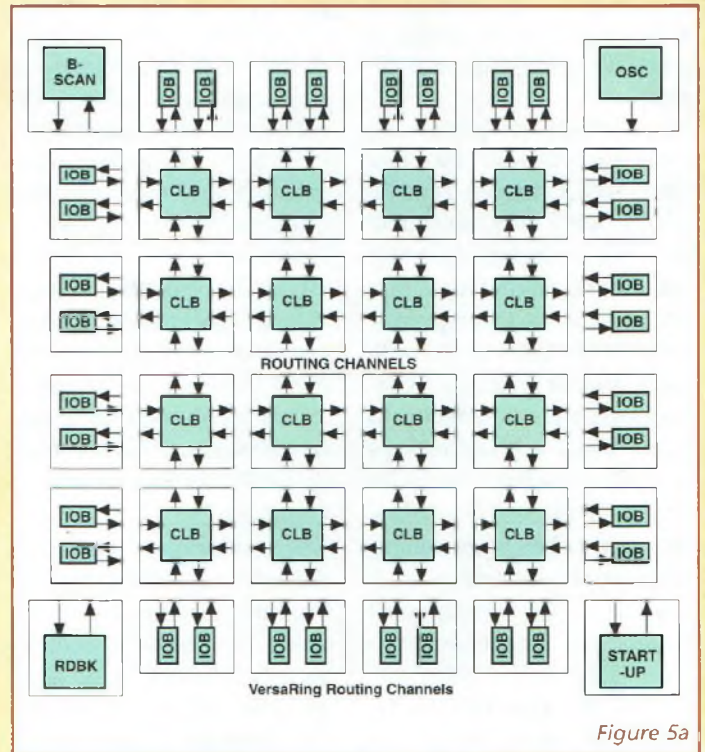 B-
SCAN
IOB IOB IOB IOB IOB IOB IOB IOB
OSC
IOB
IOB
CLB CLB CLB CLB
IOB
IOB
IOB
IOB
CLB CLB CLB CLB
IOB
IOB
ROUTING CHANNELS
IOB
IOB
CLB CLB CLB CLB
IOB
IOB
IOB
IOB
CLB CLB CLB CLB
IOB
IOB
RDBK
IOB IOB IOB IOB IOB IOB IOB IOB
START
-UP
VersaRing Routing Channels
Figure 5a